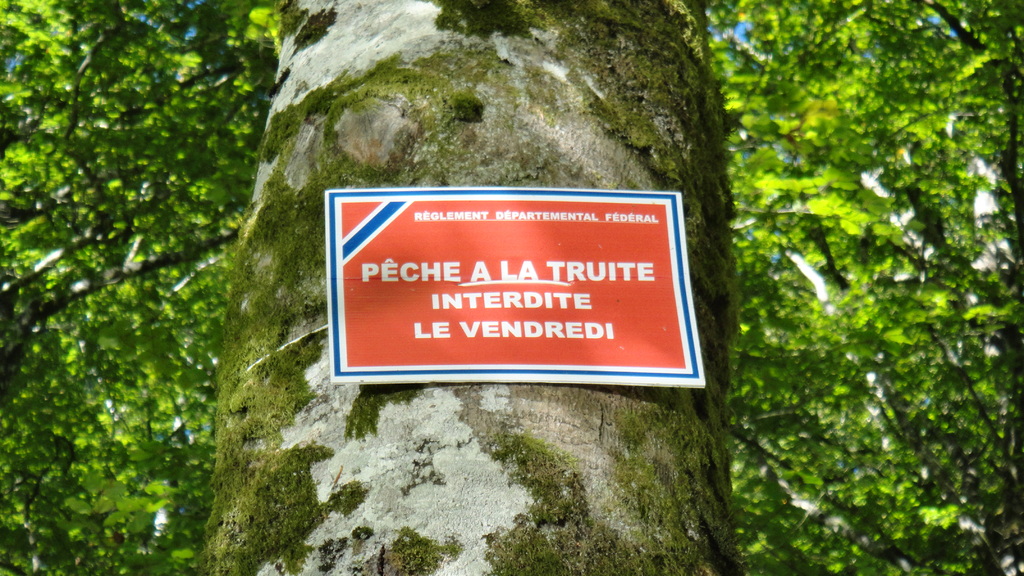 RÈGLEMENT DÉPARTEMENTAL FÉDÉRAL
PÊCHE A LA TRUITE
INTERDITE
LE VENDREDI